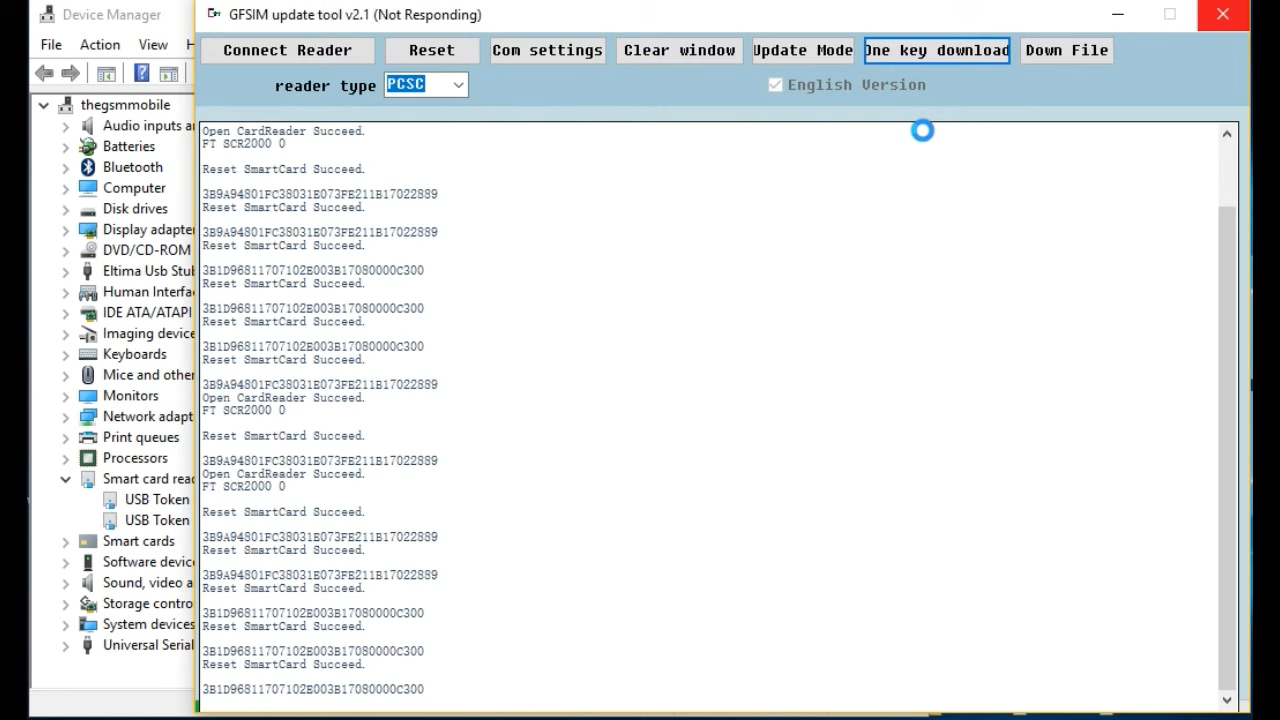 Device Manager
File Action View
thegsmmobile
Audio inputs a
Batteries
Bluetooth
Computer
Disk drives
Display adapte
DVD/CD-ROM
Eltima Usb Stub
Human Interfa
IDE ATA/ATAPI
Imaging device
Keyboards
Mice and other
Monitors
Network adapt
Print queues
Processors
Smart card read
USB Token
USB Token
Smart cards
Software device
Sound, video a
Storage contro
System devices
Universal Serial
GFSIM update tool v2.1 (Not Responding)
Connect Reader Reset Com settings Clear window Update Mode One key download Down File
reader type PCSC English Version
Open CardReader Succeed.
FT SCR2000 0
Reset SmartCard Succeed.
3B9A94801FC38031E073FE211B17022889
Reset SmartCard Succeed.
3B9A94801FC38031E073FE211B17022889
Reset SmartCard Succeed.
3B1D96811707102E003B17080000C300
Reset SmartCard Succeed.
3B1D96811707102E003B17080000C300
Reset SmartCard Succeed.
3B1D96811707102E003B17080000C300
Reset SmartCard Succeed.
3B9A94801FC38031E073FE211B17022889
Open CardReader Succeed.
FT SCR2000 0
Reset SmartCard Succeed.
3B9A94801FC38031E073FE211B17022889
Open CardReader Succeed.
FT SCR2000 0
Reset SmartCard Succeed.
3B9A94801FC38031E073FE211B17022889
Reset SmartCard Succeed.
3B9A94801FC38031E073FE211B17022889
Reset SmartCard Succeed.
3B1D96811707102E003B17080000C300
Reset SmartCard Succeed.
3B1D96811707102E003B17080000C300
Reset SmartCard Succeed.
3B1D96811707102E003B17080000C300